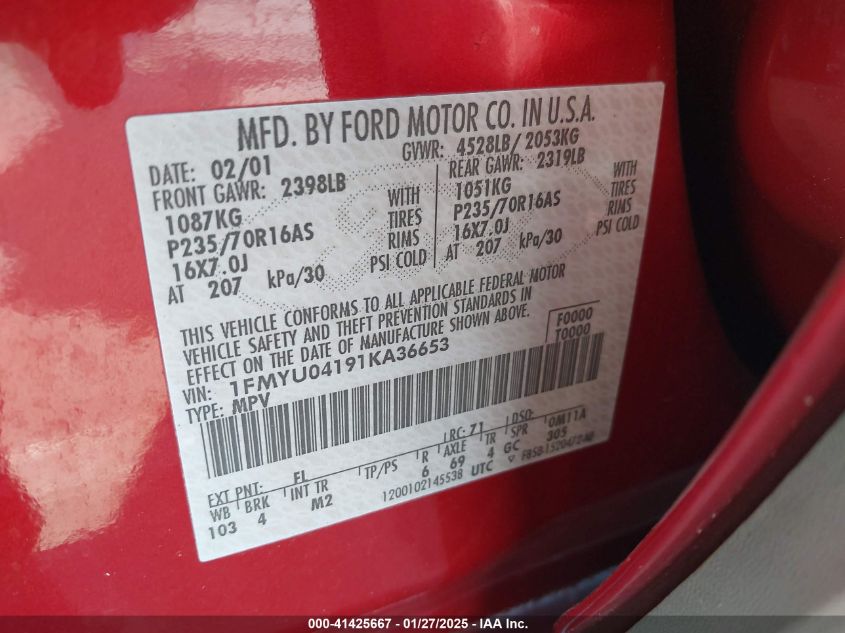 MFD. BY FORD MOTOR CO. IN U.S.A.
DATE: 02/01 GVWR: 4528LB/ 2053KG
FRONT GAWR: 2398LB REAR GAWR: 2319LB
1087KG WITH 1051KG WITH
P235/70R16AS TIRES P235/70R16AS TIRES
16X7.0J RIMS 16X7.0J RIMS
AT 207 kPa/30 PSI COLD AT 207 kPa/30 PSI COLD
THIS VEHICLE CONFORMS TO ALL APPLICABLE FEDERAL MOTOR
VEHICLE SAFETY AND THEFT PREVENTION STANDARDS IN
EFFECT ON THE DATE OF MANUFACTURE SHOWN ABOVE.
F0000
T0000
VIN: 1FMYU04191KA36653
TYPE: MPV
EXT PNT: FL RC: 71 DSO:
WB BRK INT TR TP/PS R AXLE TR SPR 0M11A
103 4 M2 6 69 4 GC 305
1200102145538 UTC
000-41425667 - 01/27/2025 - IAA Inc.